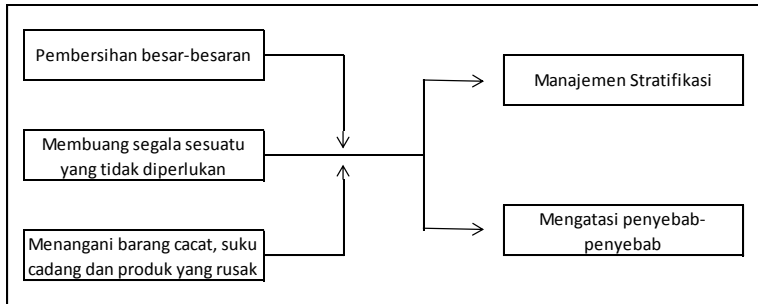 Pembersihan besar-besaran
Membuang segala sesuatu
yang tidak diperlukan
Menangani barang cacat, suku
cadang dan produk yang rusak
Manajemen Stratifikasi
Mengatasi penyebab-
penyebab